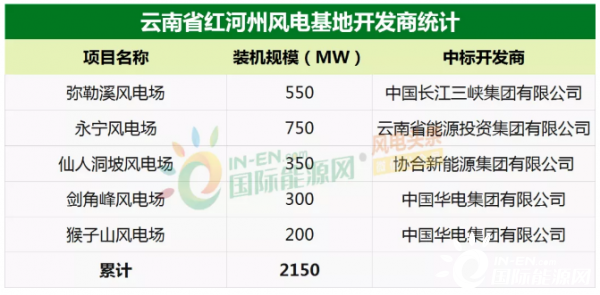 云南省红河州风电基地开发商统计
项目名称 装机规模（MW） 中标开发商
弥勒溪风电场 550 中国长江三峡集团有限公司
永宁风电场 750 云南省能源投资集团有限公司
仙人洞坡风电场 350 协合新能源集团有限公司
剑角峰风电场 300 中国华电集团有限公司
猴子山风电场 200 中国华电集团有限公司
累计 2150
IN-EN.com
国际能源网
风电头条
IN-EN.com
国际能源网